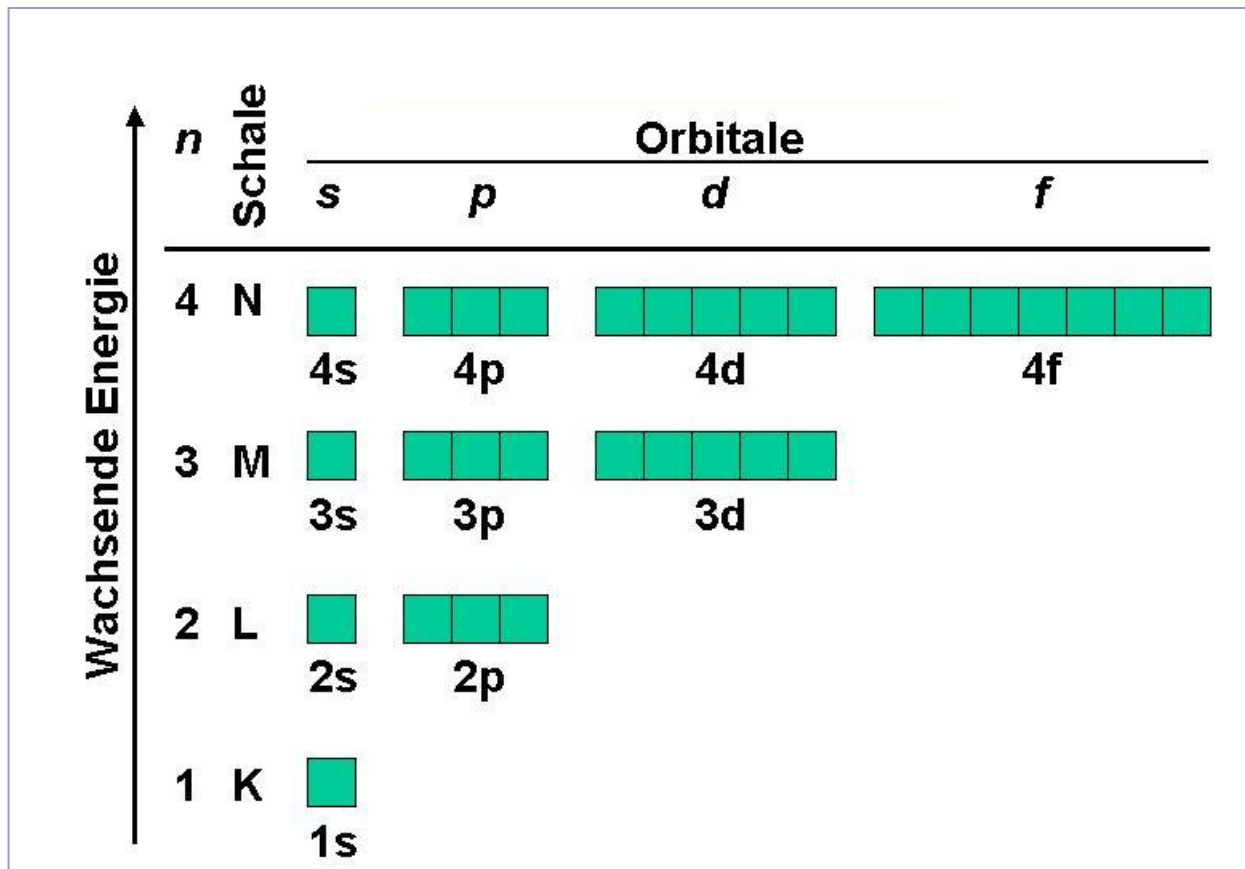 Wachsende Energie
n Schale Orbitale
s p d f
4 N
4s 4p 4d 4f
3 M
3s 3p 3d
2 L
2s 2p
1 K
1s